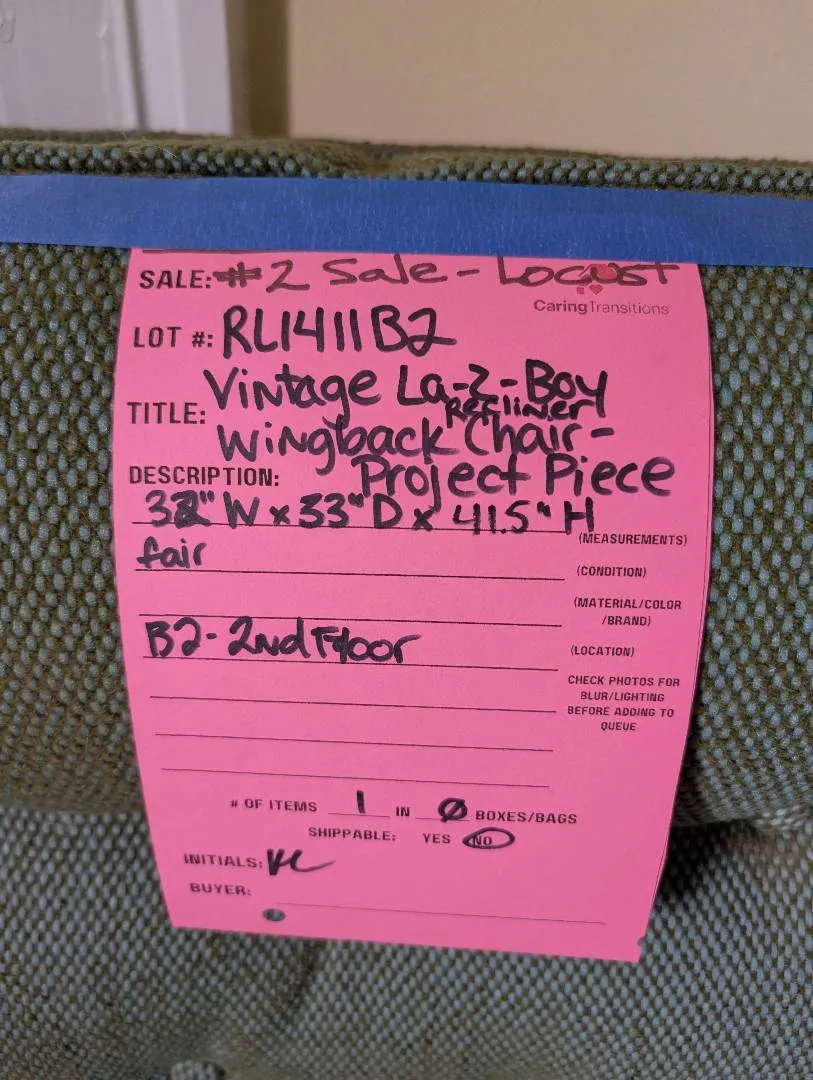 SALE: #2 Sale - Locust
CaringTransitions
LOT #: RL1411B2
Vintage La-Z-Boy
Recliner
TITLE: Wingback Chair-
DESCRIPTION: Project Piece
32" W x 33" D x 41.5" H
(MEASUREMENTS)
fair
(CONDITION)
(MATERIAL/COLOR
/BRAND)
B2- 2nd Floor
(LOCATION)
CHECK PHOTOS FOR
BLUR/LIGHTING
BEFORE ADDING TO
QUEUE
# OF ITEMS 1 IN Ø BOXES/BAGS
SHIPPABLE: YES NO
INITIALS: KC
BUYER: